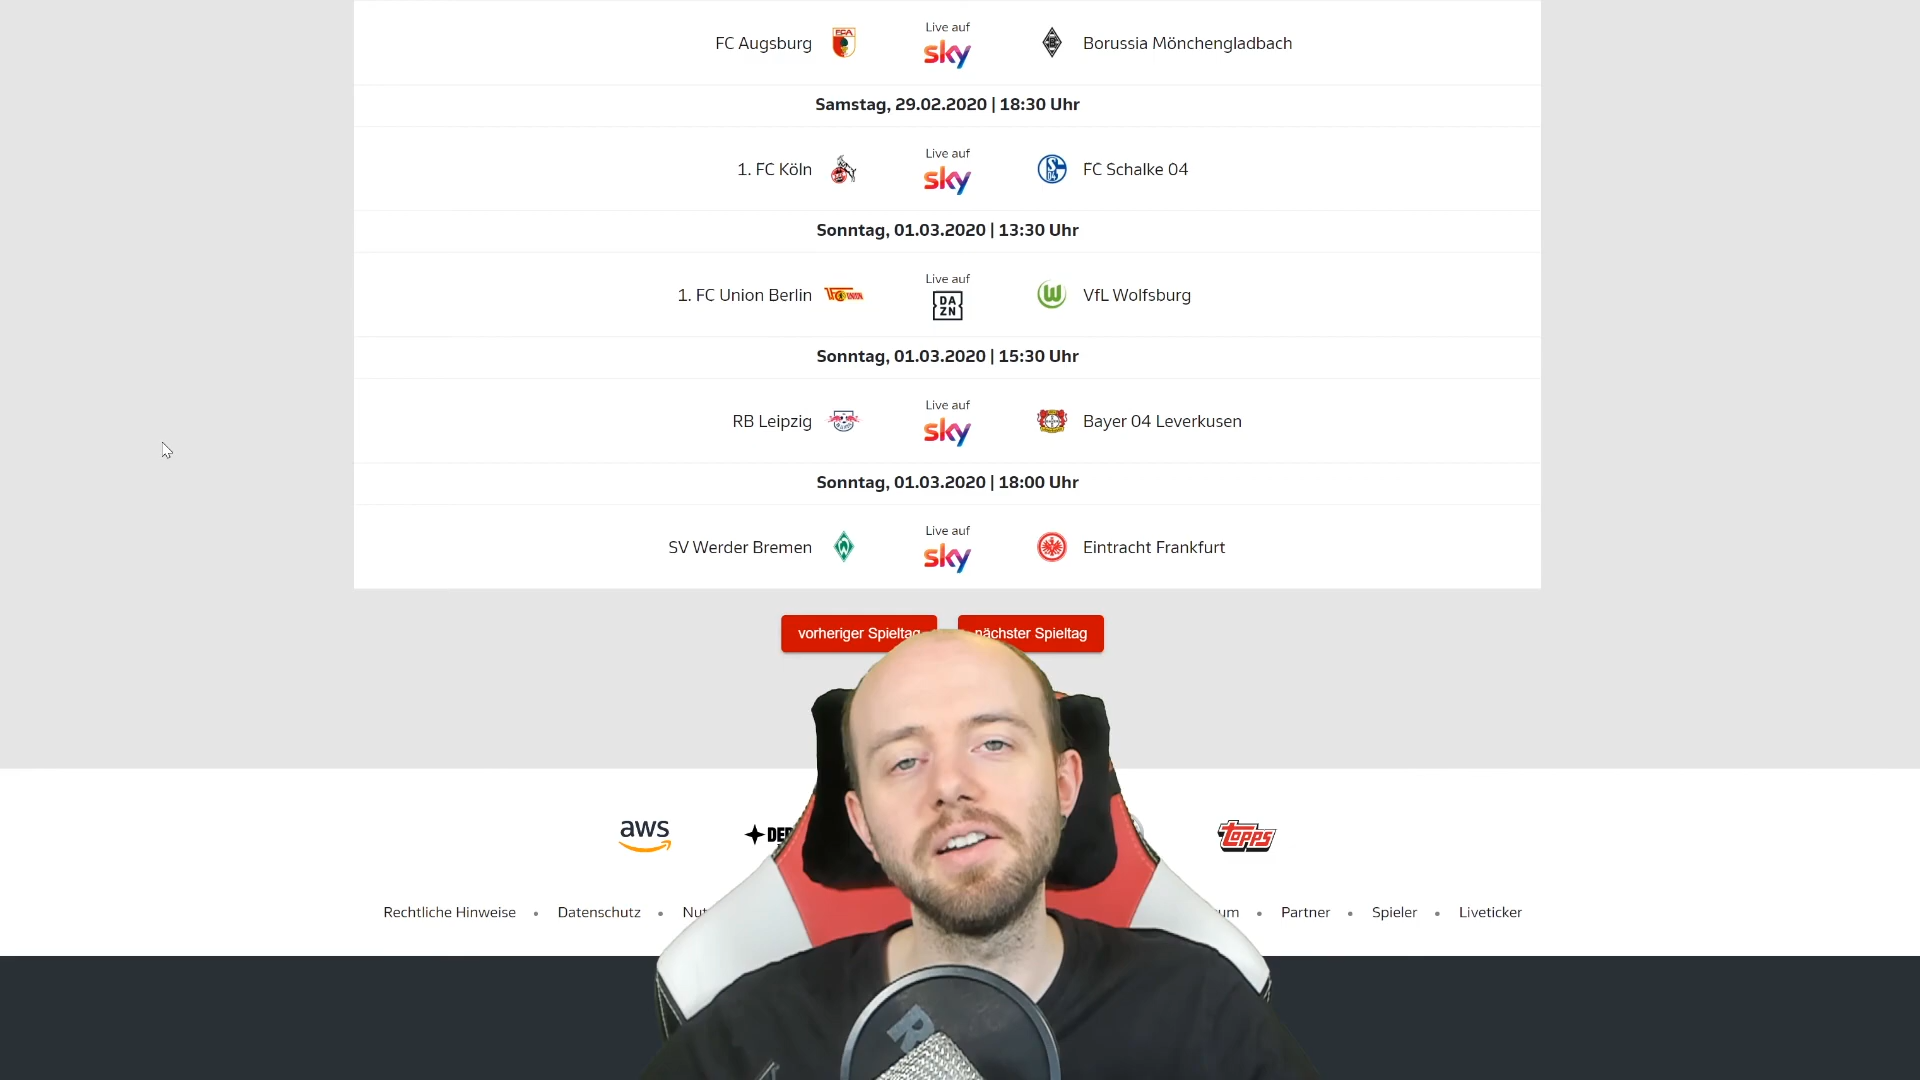 FC Augsburg Live auf sky Borussia Mönchengladbach
Samstag, 29.02.2020 | 18:30 Uhr
1. FC Köln Live auf sky FC Schalke 04
Sonntag, 01.03.2020 | 13:30 Uhr
1. FC Union Berlin Live auf DAZN VfL Wolfsburg
Sonntag, 01.03.2020 | 15:30 Uhr
RB Leipzig Live auf sky Bayer 04 Leverkusen
Sonntag, 01.03.2020 | 18:00 Uhr
SV Werder Bremen Live auf sky Eintracht Frankfurt
vorheriger Spieltag nächster Spieltag
aws topps
Rechtliche Hinweise • Datenschutz • • Partner • Spieler • Liveticker